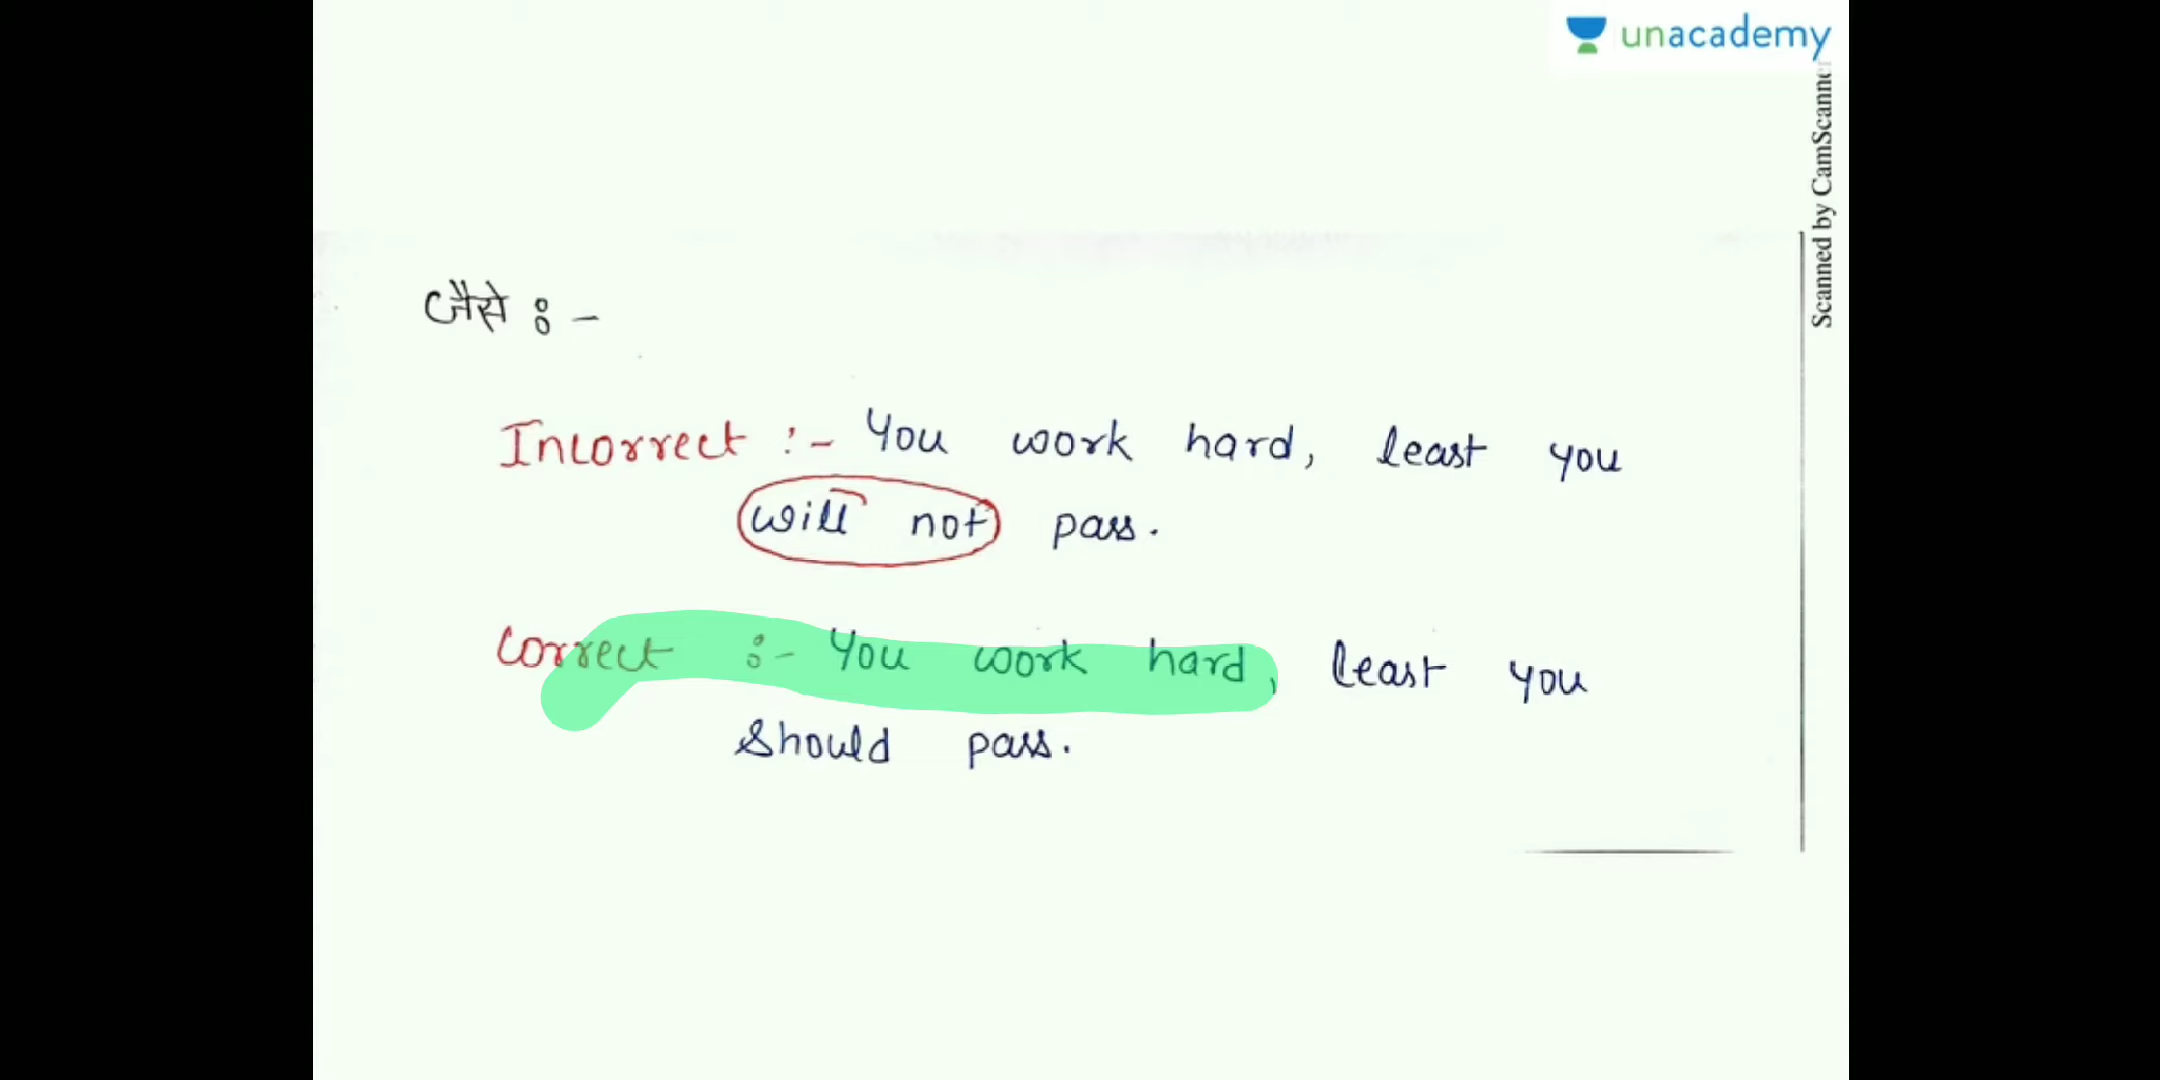 unacademy
Scanned by CamScanner
जैसे :-
Incorrect :- You work hard, least you
will not pass.
Correct :- You work hard, least you
should pass.